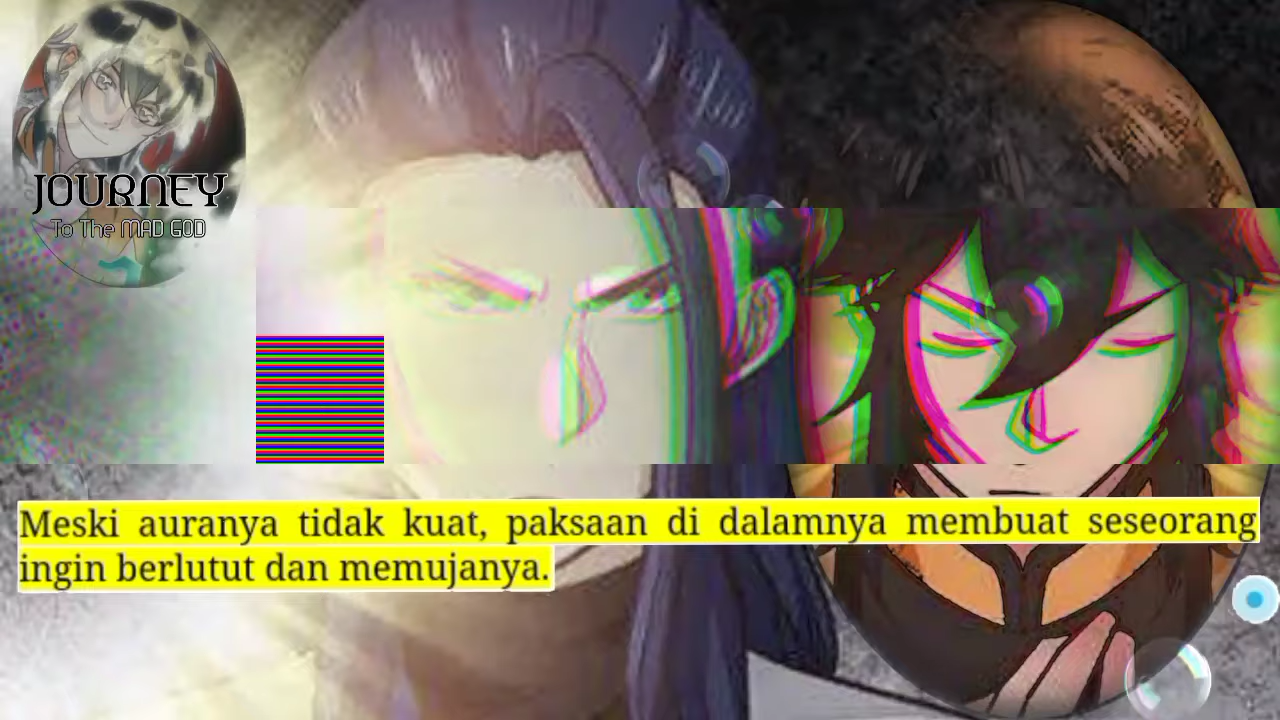 JOURNEY
To The MAD GOD
Meski auranya tidak kuat, paksaan di dalamnya membuat seseorang
ingin berlutut dan memujanya.